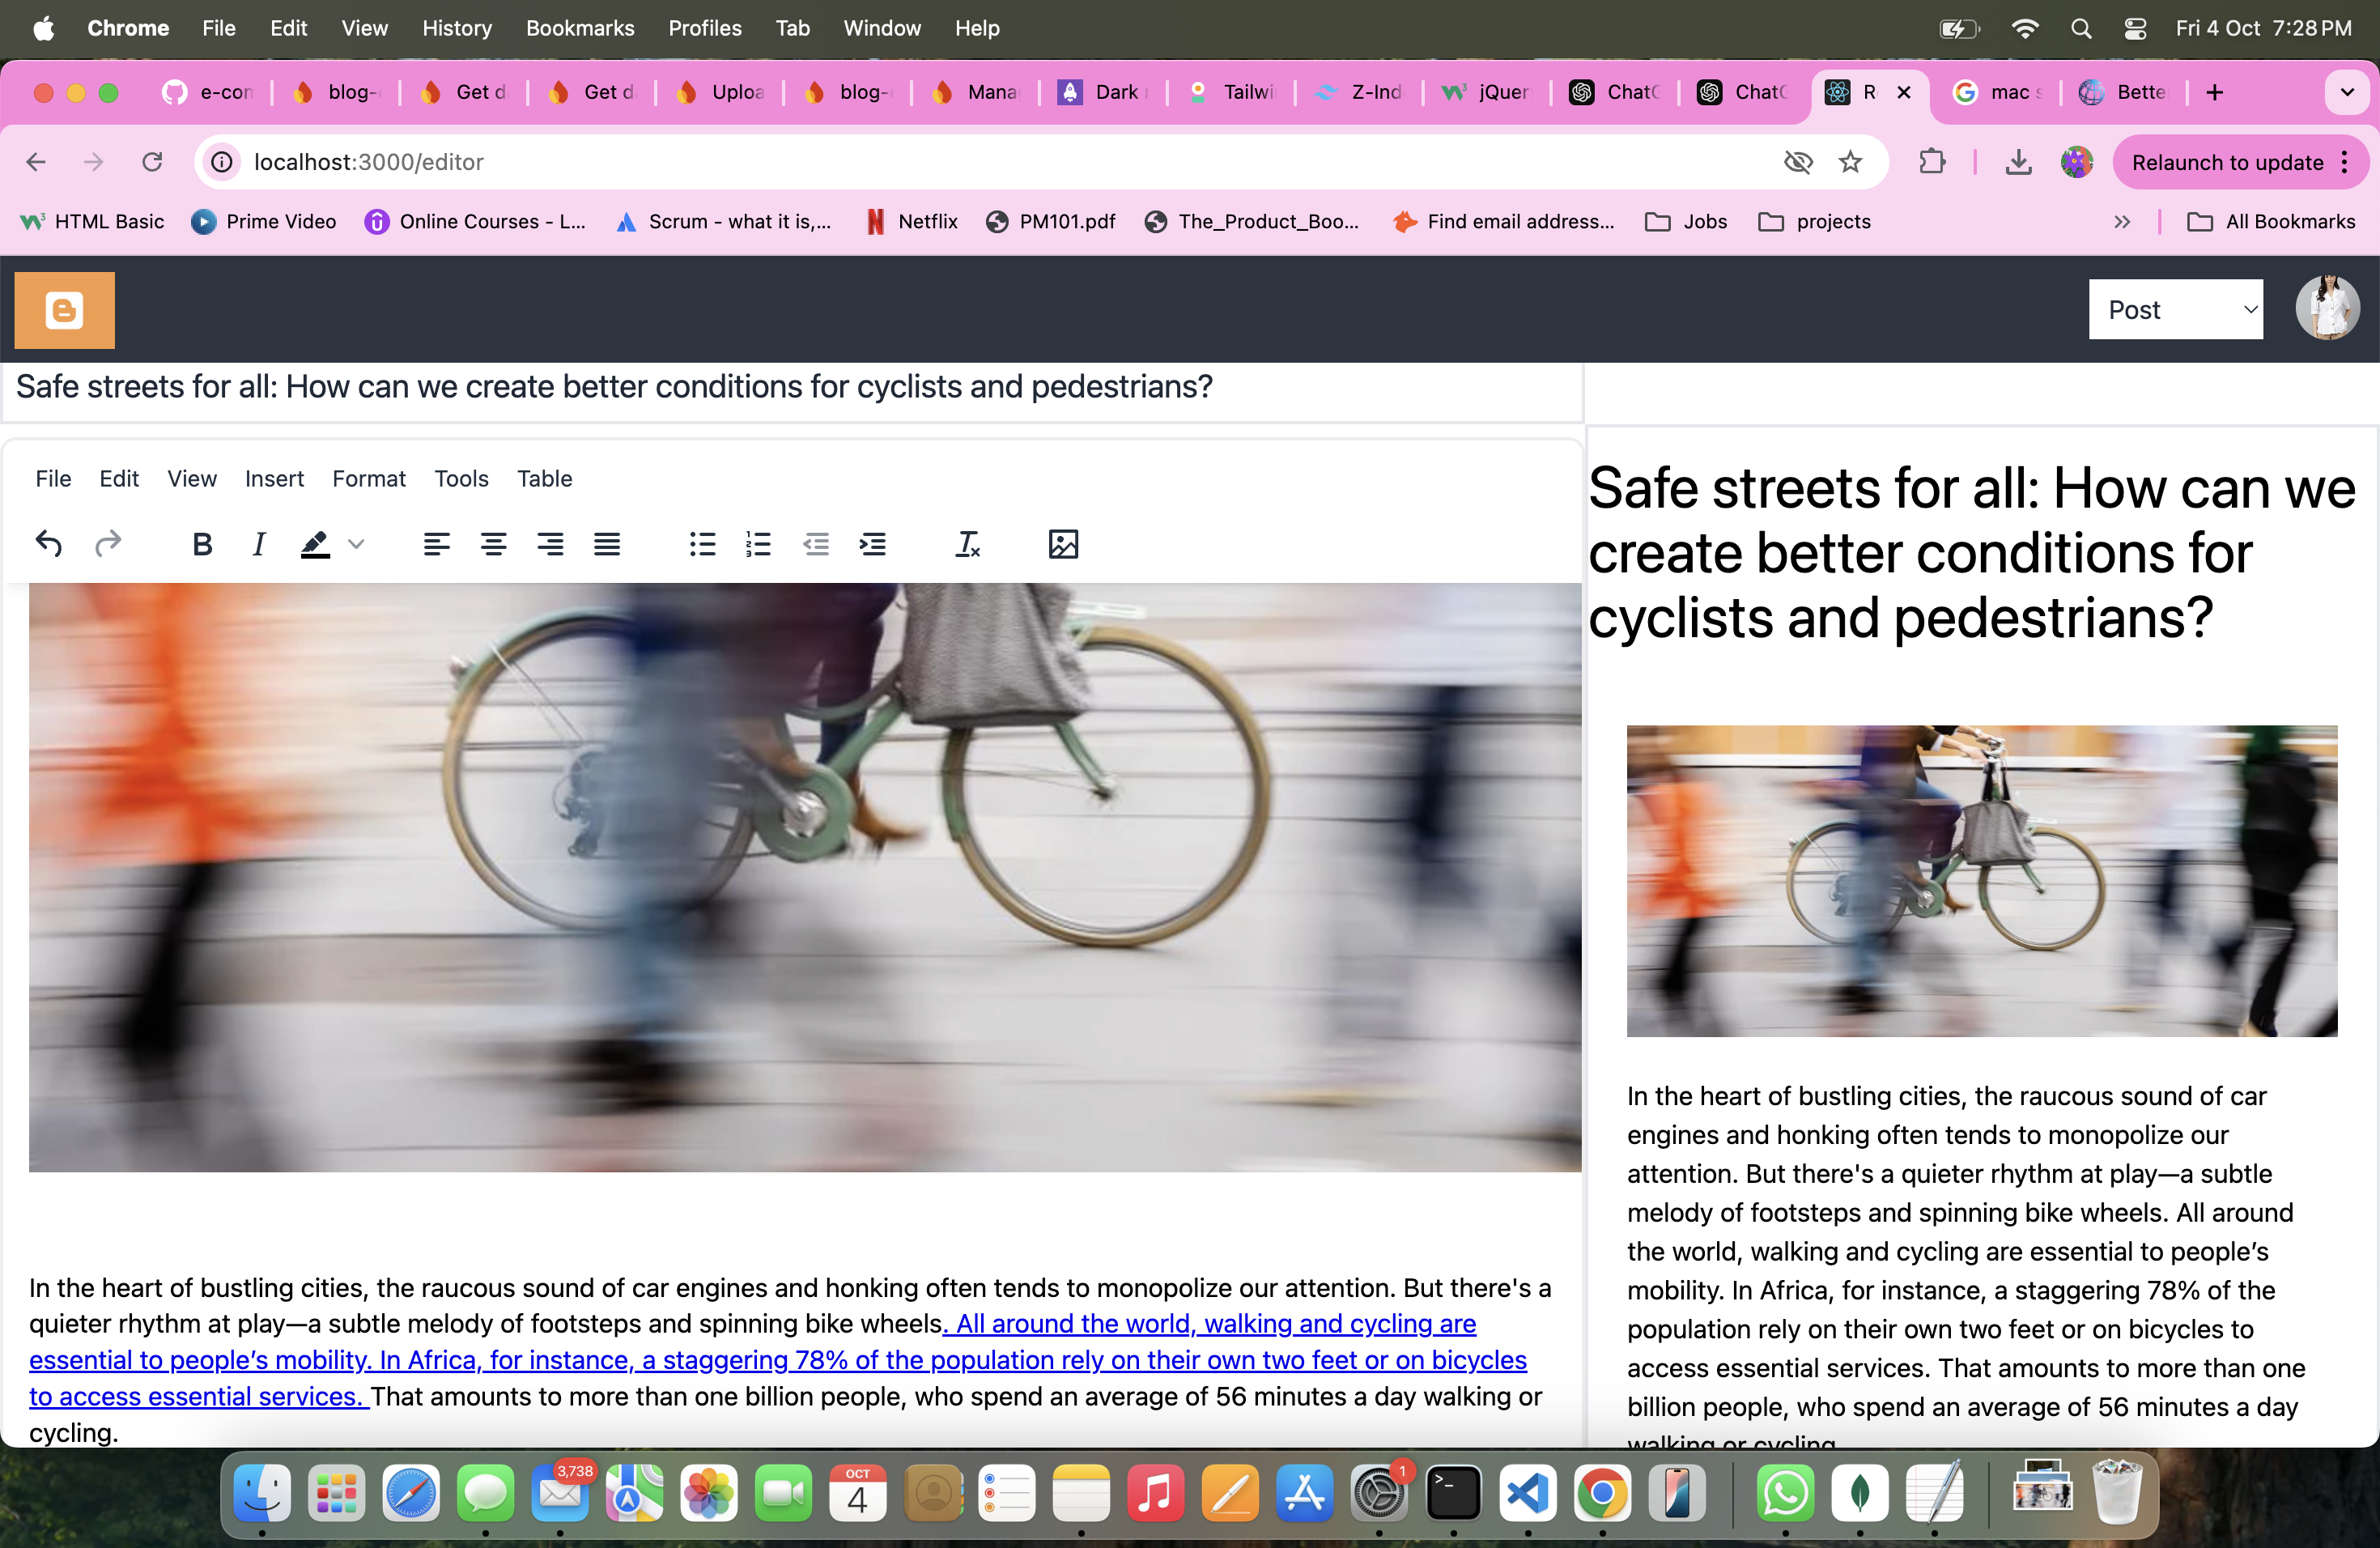 Chrome File Edit View History Bookmarks Profiles Tab Window Help Fri 4 Oct 7:28 PM
e-con blog- Get d Get d Uploa blog- Mana Dark Tailwi Z-Ind jQuer ChatG ChatG R mac s Bette
localhost:3000/editor Relaunch to update
HTML Basic Prime Video Online Courses - L... Scrum - what it is,... Netflix PM101.pdf The_Product_Boo... Find email address... Jobs projects All Bookmarks
Post
Safe streets for all: How can we create better conditions for cyclists and pedestrians?
File Edit View Insert Format Tools Table
B I
In the heart of bustling cities, the raucous sound of car engines and honking often tends to monopolize our attention. But there's a
quieter rhythm at play—a subtle melody of footsteps and spinning bike wheels. All around the world, walking and cycling are
essential to people’s mobility. In Africa, for instance, a staggering 78% of the population rely on their own two feet or on bicycles
to access essential services. That amounts to more than one billion people, who spend an average of 56 minutes a day walking or
cycling.
Safe streets for all: How can we
create better conditions for
cyclists and pedestrians?
In the heart of bustling cities, the raucous sound of car
engines and honking often tends to monopolize our
attention. But there's a quieter rhythm at play—a subtle
melody of footsteps and spinning bike wheels. All around
the world, walking and cycling are essential to people’s
mobility. In Africa, for instance, a staggering 78% of the
population rely on their own two feet or on bicycles to
access essential services. That amounts to more than one
billion people, who spend an average of 56 minutes a day
walking or cycling
3,738
OCT
4
1